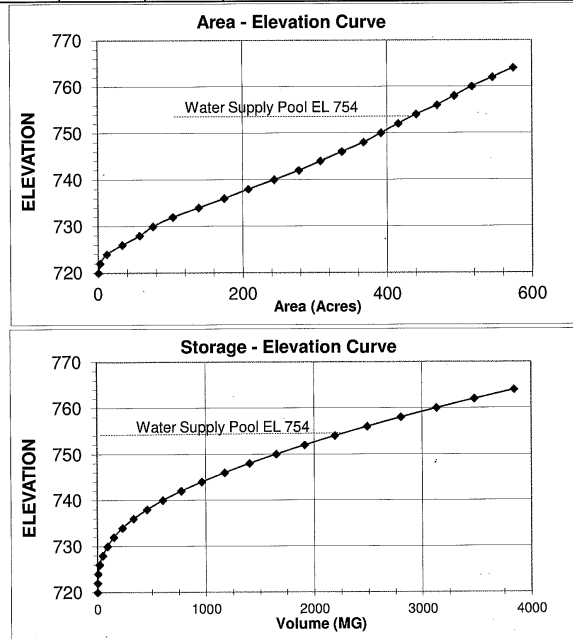 Area - Elevation Curve
770
760
Water Supply Pool EL 754
750
ELEVATION
740
730
720
0 200 400 600
Area (Acres)
Storage - Elevation Curve
770
760
Water Supply Pool EL 754
750
ELEVATION
740
730
720
0 1000 2000 3000 4000
Volume (MG)